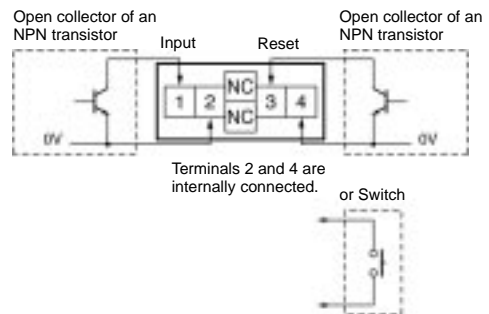 Open collector of an
NPN transistor
Open collector of an
NPN transistor
Input
Reset
NC
1 2 3 4
NC
0V
0V
Terminals 2 and 4 are
internally connected.
or Switch